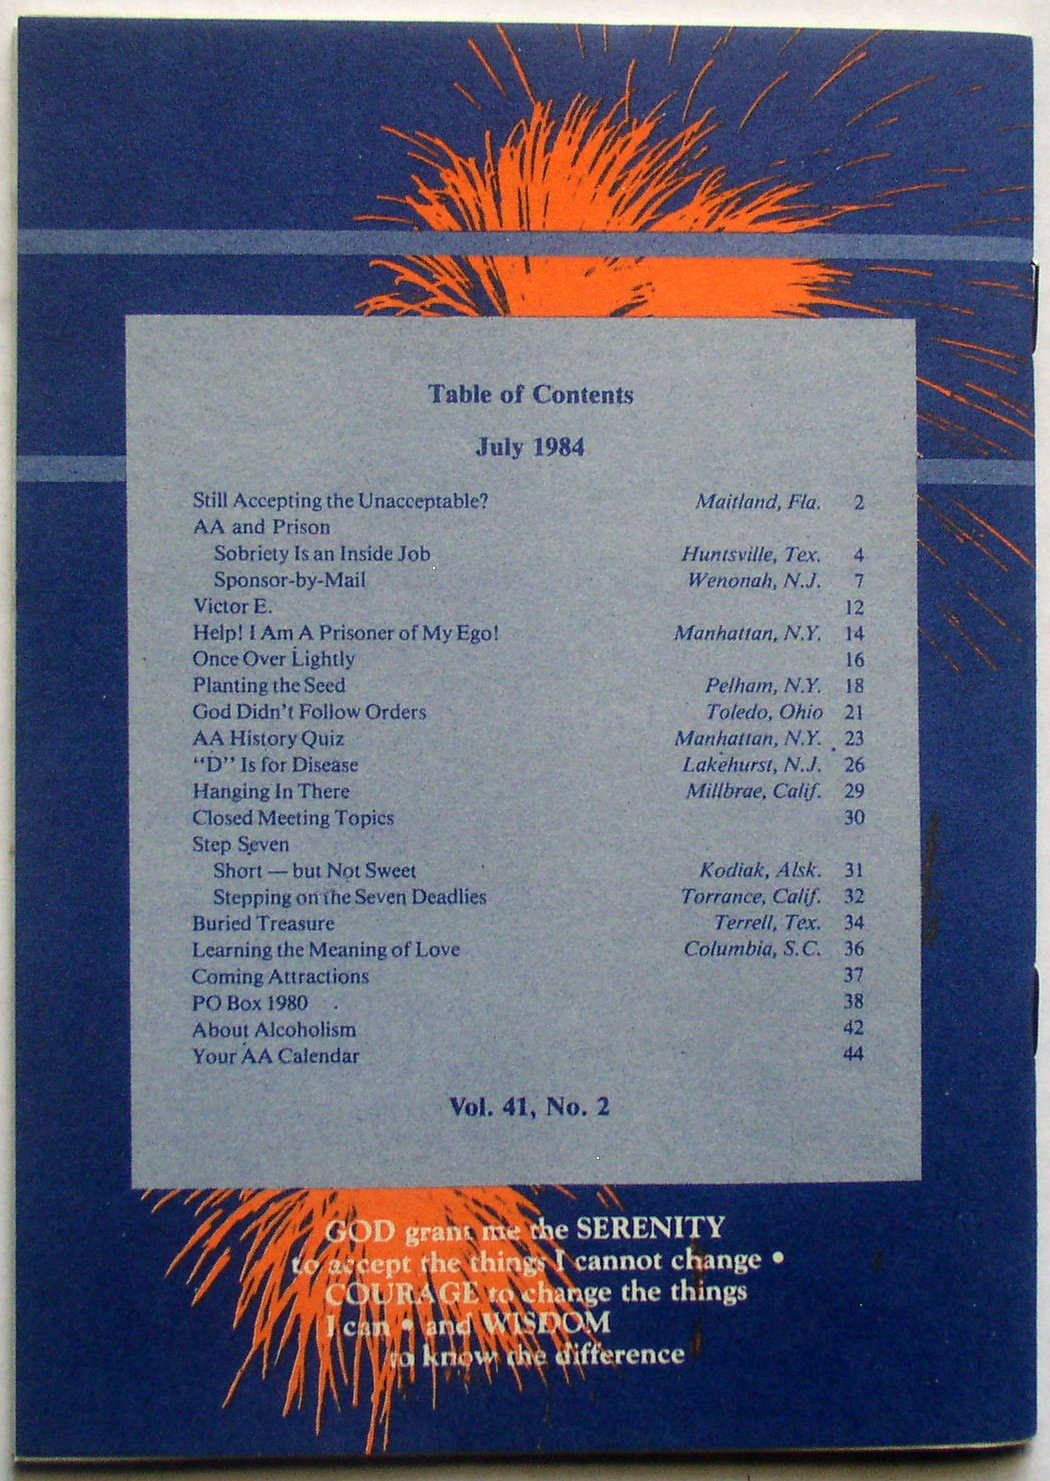 Table of Contents
July 1984
Still Accepting the Unacceptable? Maitland, Fla. 2
AA and Prison
Sobriety Is an Inside Job Huntsville, Tex. 4
Sponsor-by-Mail Wenonah, N.J. 7
Victor E. 12
Help! I Am A Prisoner of My Ego! Manhattan, N.Y. 14
Once Over Lightly 16
Planting the Seed Pelham, N.Y. 18
God Didn't Follow Orders Toledo, Ohio 21
AA History Quiz Manhattan, N.Y. 23
“D” Is for Disease Lakehurst, N.J. 26
Hanging In There Millbrae, Calif. 29
Closed Meeting Topics 30
Step Seven
Short — but Not Sweet Kodiak, Alsk. 31
Stepping on the Seven Deadlies Torrance, Calif. 32
Buried Treasure Terrell, Tex. 34
Learning the Meaning of Love Columbia, S.C. 36
Coming Attractions 37
PO Box 1980 38
About Alcoholism 42
Your AA Calendar 44
Vol. 41, No. 2
GOD grant me the SERENITY
to accept the things I cannot change •
COURAGE to change the things
I can • and WISDOM
to know the difference